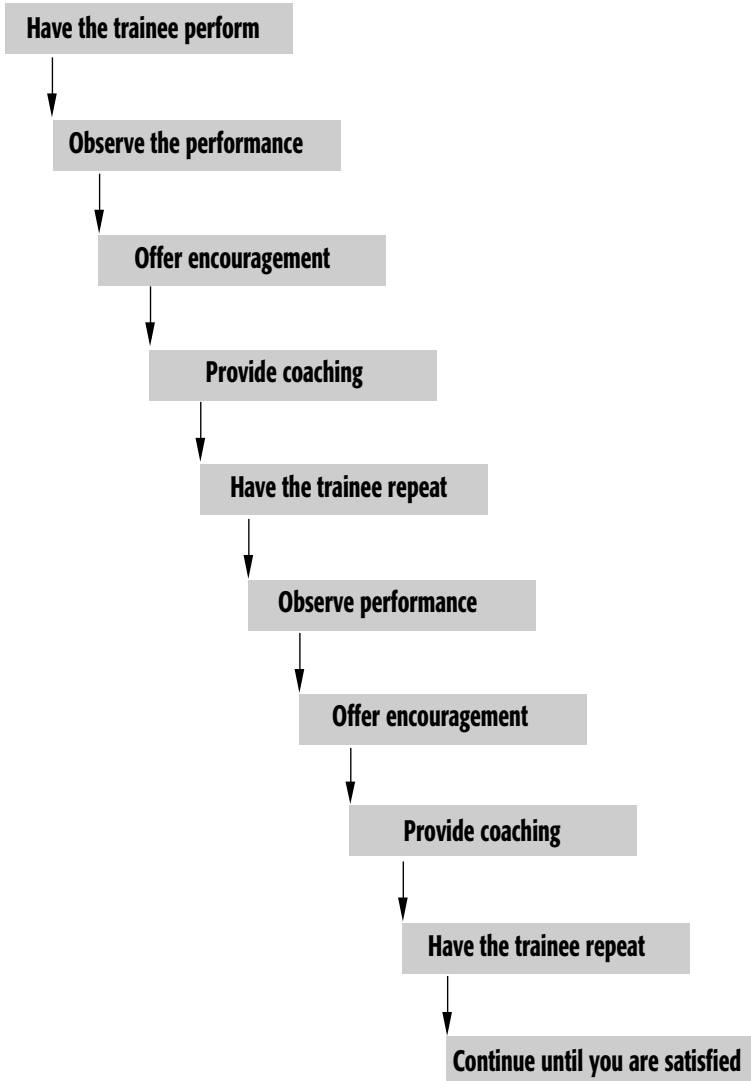 Have the trainee perform
Observe the performance
Offer encouragement
Provide coaching
Have the trainee repeat
Observe performance
Offer encouragement
Provide coaching
Have the trainee repeat
Continue until you are satisfied